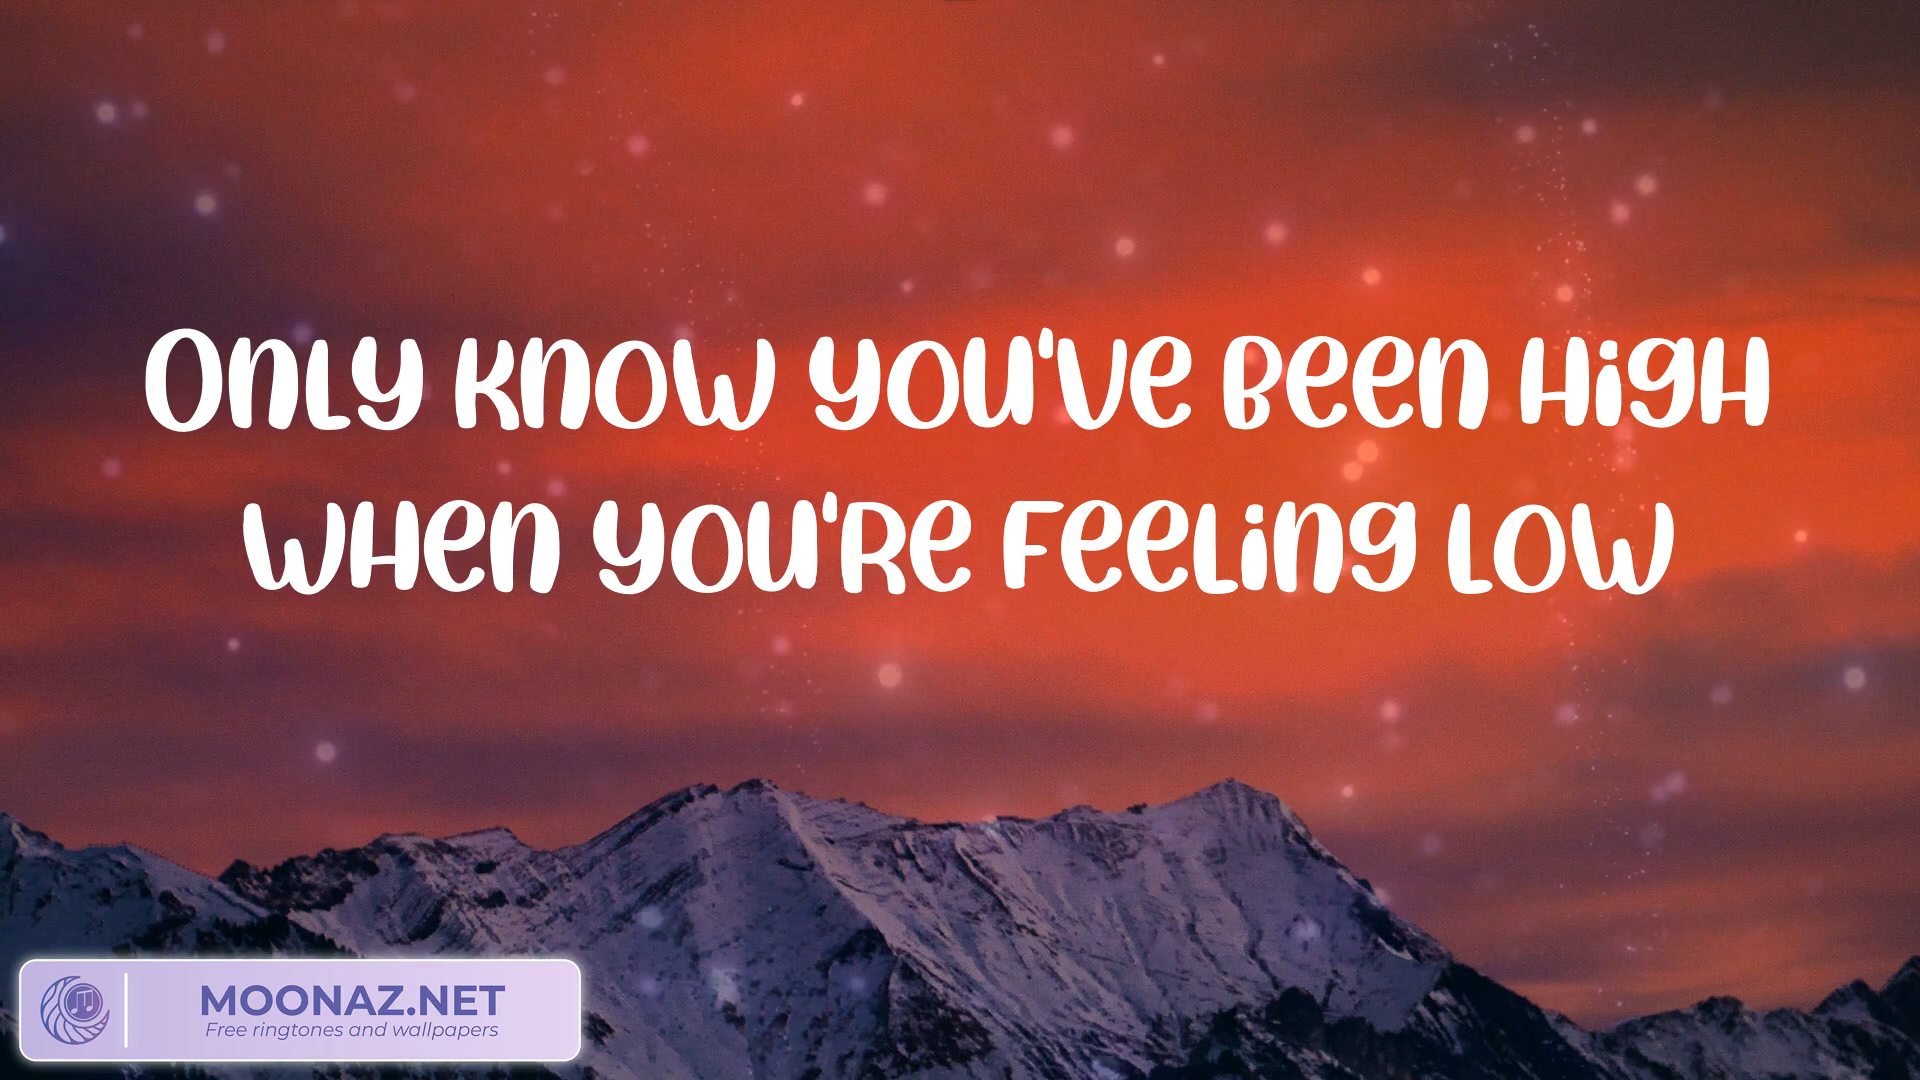 Only know you've been high
when you're feeling low
MOONAZ.NET
Free ringtones and wallpapers